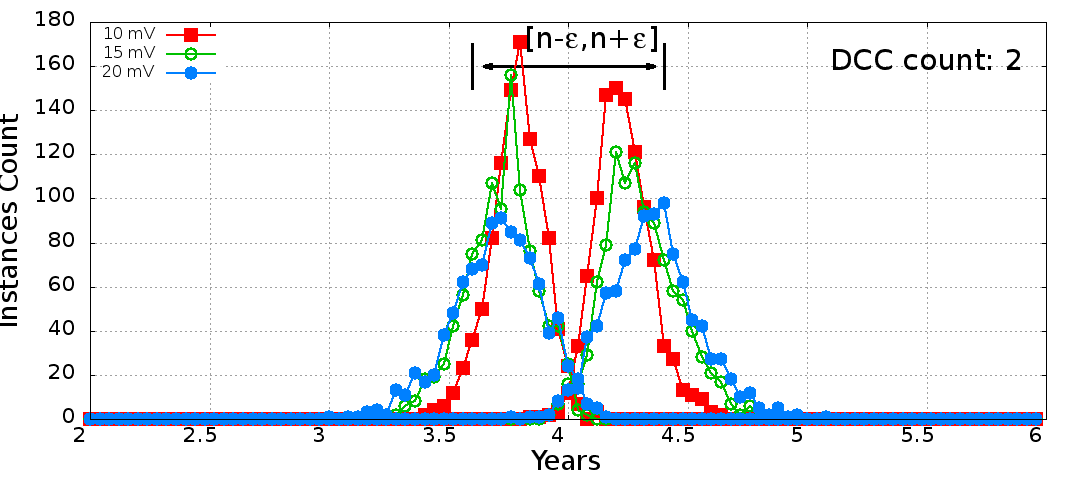 180
160
140
120
100
80
60
40
20
0
Instances Count
10 mV
15 mV
20 mV
[n-ε,n+ε]
DCC count: 2
2 2.5 3 3.5 4 4.5 5 5.5 6
Years